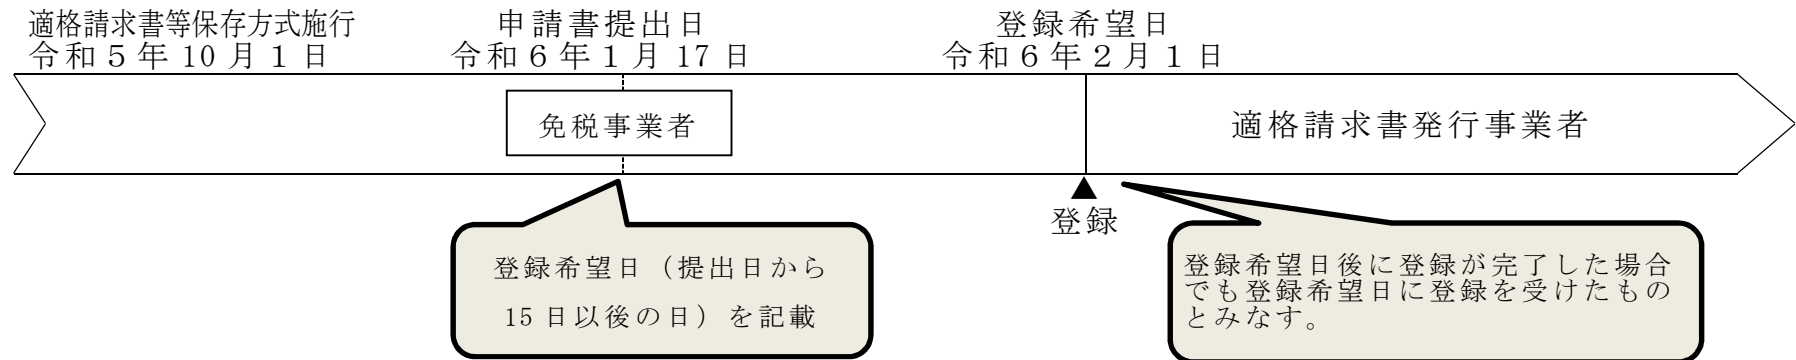 適格請求書等保存方式施行
令和５年10月１日
申請書提出日
令和６年１月17日
登録希望日
令和６年２月１日
免税事業者
適格請求書発行事業者
登録
登録希望日（提出日から
15日以後の日）を記載
登録希望日後に登録が完了した場合
でも登録希望日に登録を受けたもの
とみなす。